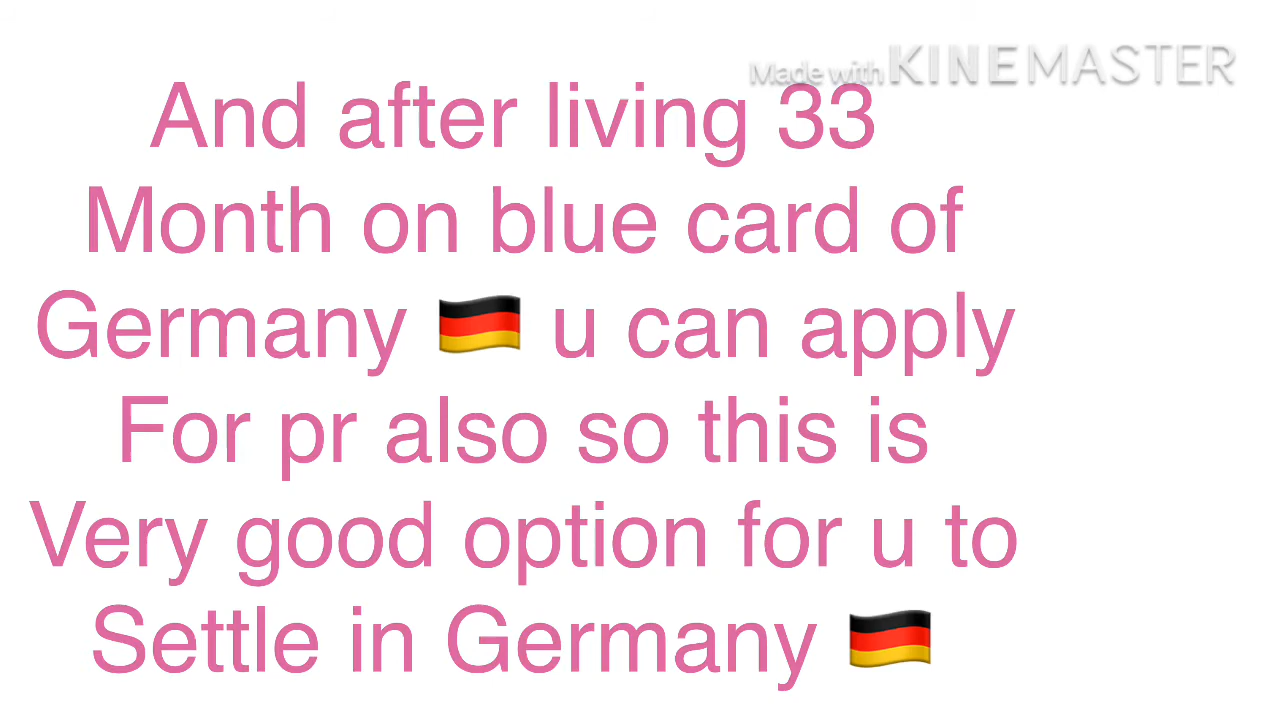 Made with KINEMASTER
And after living 33
Month on blue card of
Germany 🇩🇪 u can apply
For pr also so this is
Very good option for u to
Settle in Germany 🇩🇪